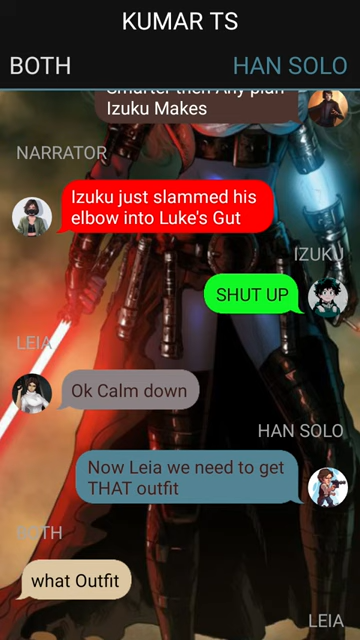 KUMAR TS
BOTH
HAN SOLO
Smarter then Any plan
Izuku Makes
NARRATOR
Izuku just slammed his
elbow into Luke's Gut
IZUKU
SHUT UP
LEIA
Ok Calm down
HAN SOLO
Now Leia we need to get
THAT outfit
BOTH
what Outfit
LEIA